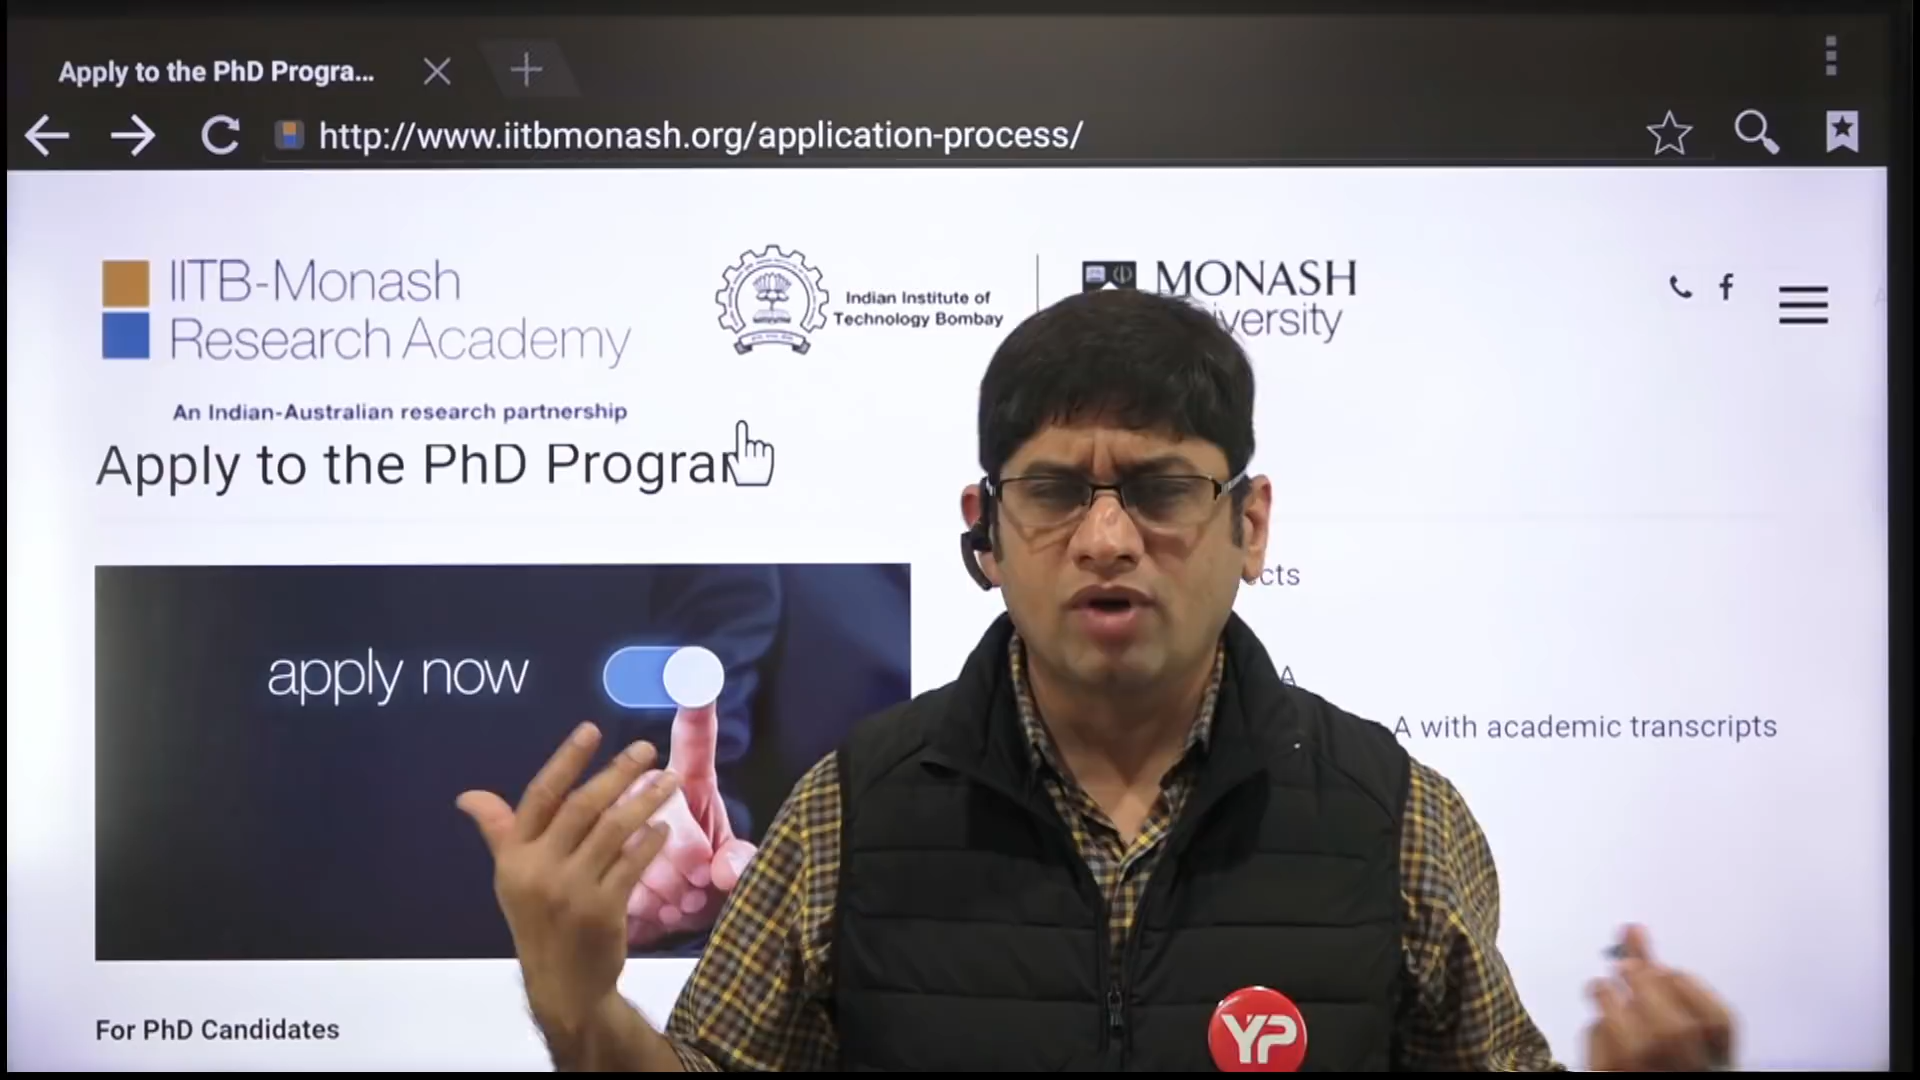 Apply to the PhD Progra...
http://www.iitbmonash.org/application-process/
IITB-Monash
Research Academy
An Indian-Australian research partnership
Indian Institute of
Technology Bombay
MONASH
Apply to the PhD Progra
apply now
A with academic transcripts
For PhD Candidates
YP